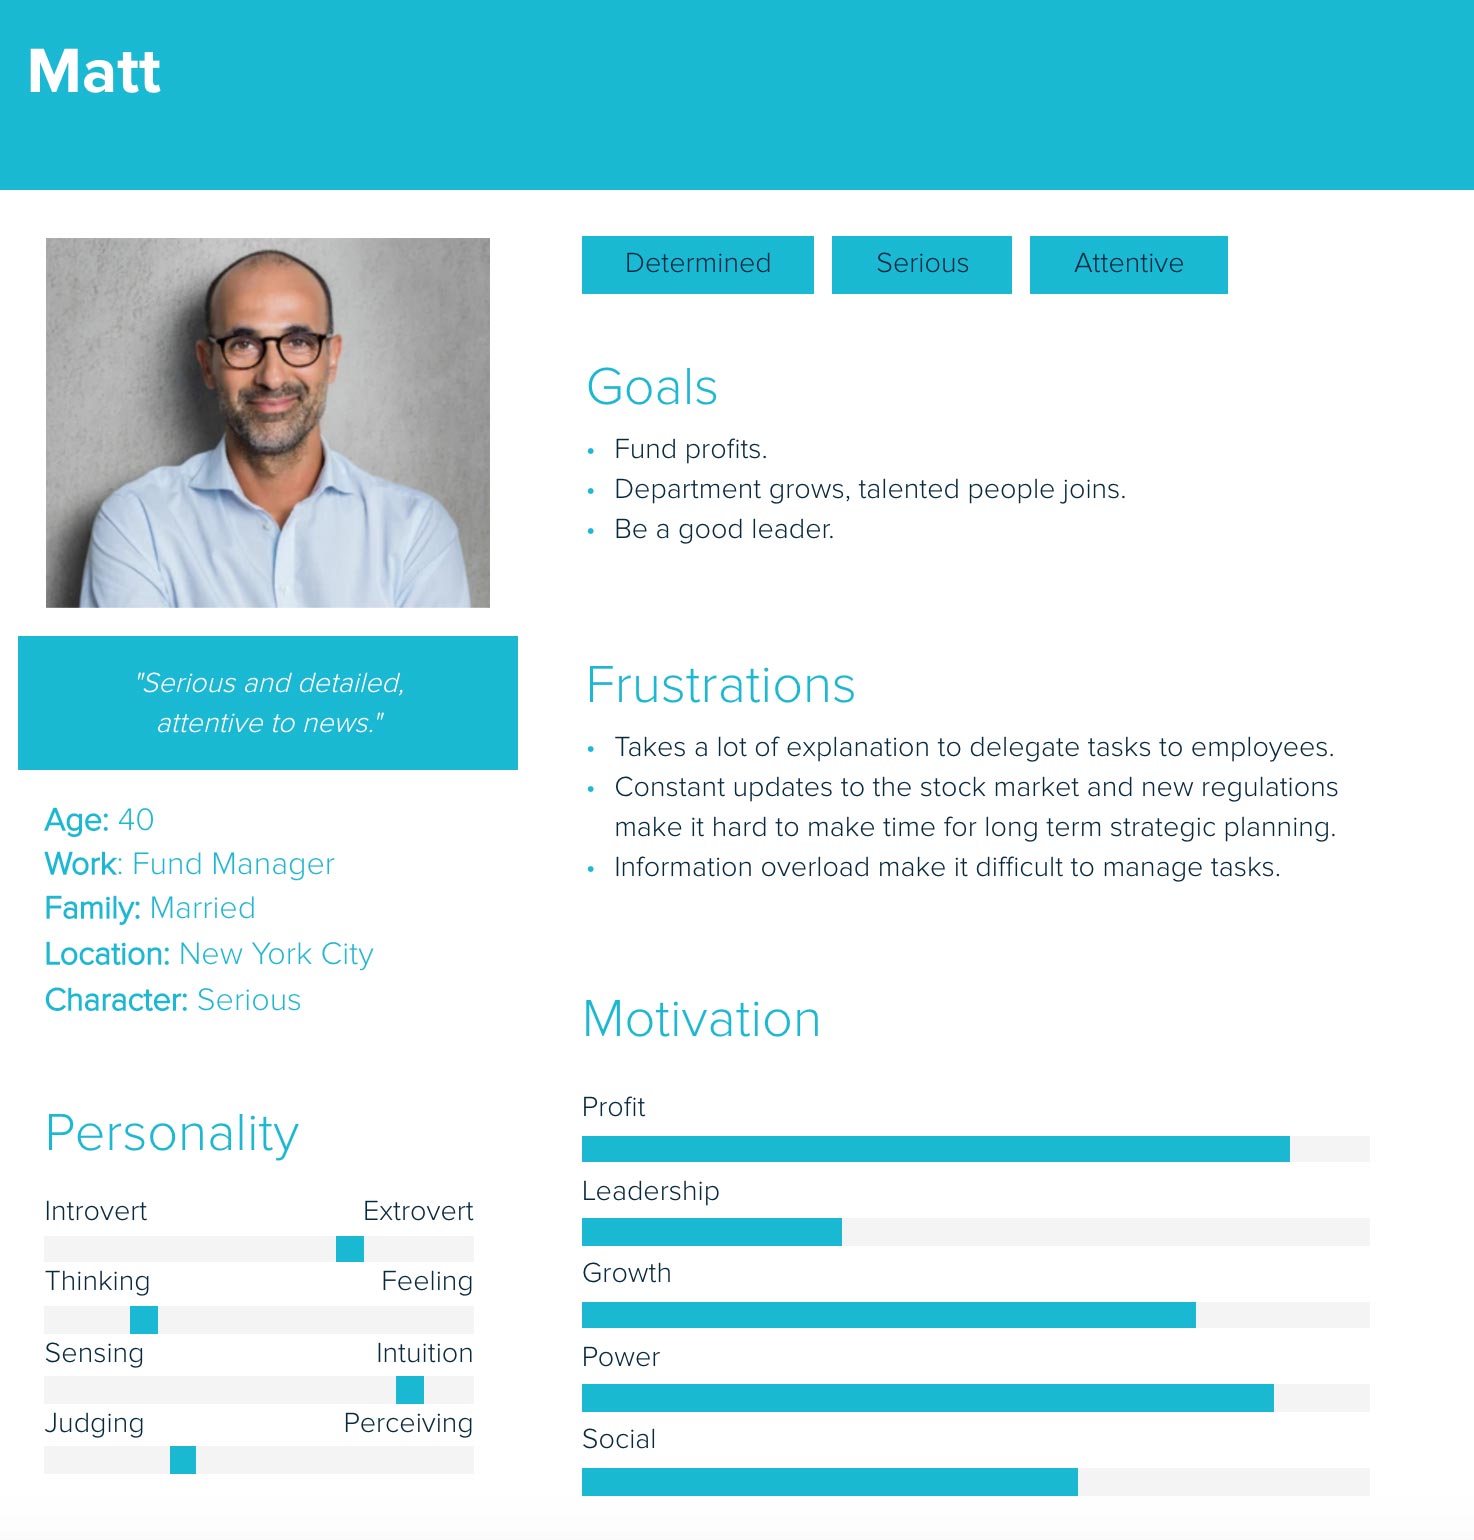 Matt
Determined
Serious
Attentive
"Serious and detailed,
attentive to news."
Age: 40
Work: Fund Manager
Family: Married
Location: New York City
Character: Serious
Personality
Introvert Extrovert
Thinking Feeling
Sensing Intuition
Judging Perceiving
Goals
• Fund profits.
• Department grows, talented people joins.
• Be a good leader.
Frustrations
• Takes a lot of explanation to delegate tasks to employees.
• Constant updates to the stock market and new regulations
make it hard to make time for long term strategic planning.
• Information overload make it difficult to manage tasks.
Motivation
Profit
Leadership
Growth
Power
Social